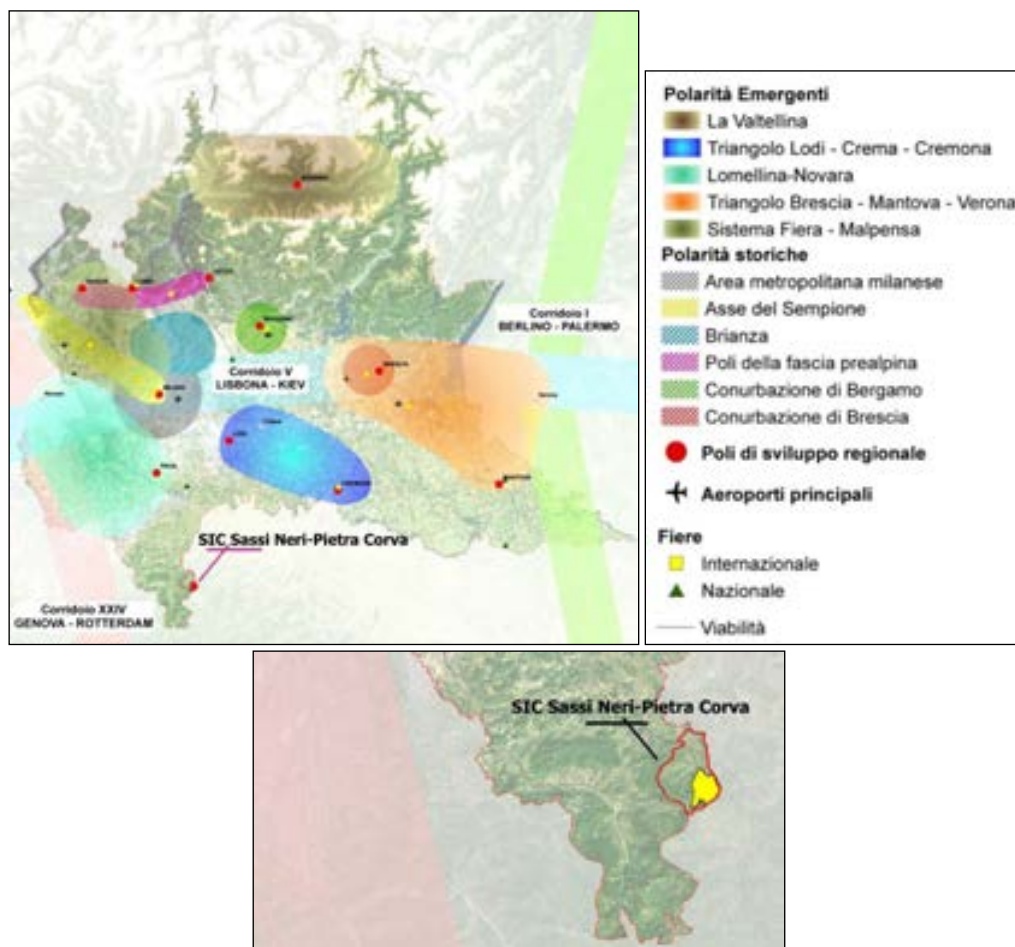 Corridoio I
BERLINO - PALERMO
Corridoio V
LISBONA - KIEV
SIC Sassi Neri-Pietra Corva
Corridoio XXIV
GENOVA - ROTTERDAM
Polarità Emergenti
La Valtellina
Triangolo Lodi - Crema - Cremona
Lomellina-Novara
Triangolo Brescia - Mantova - Verona
Sistema Fiera - Malpensa
Polarità storiche
Area metropolitana milanese
Asse del Sempione
Brianza
Poli della fascia prealpina
Conurbazione di Bergamo
Conurbazione di Brescia
Poli di sviluppo regionale
Aeroporti principali
Fiere
Internazionale
Nazionale
Viabilità
SIC Sassi Neri-Pietra Corva